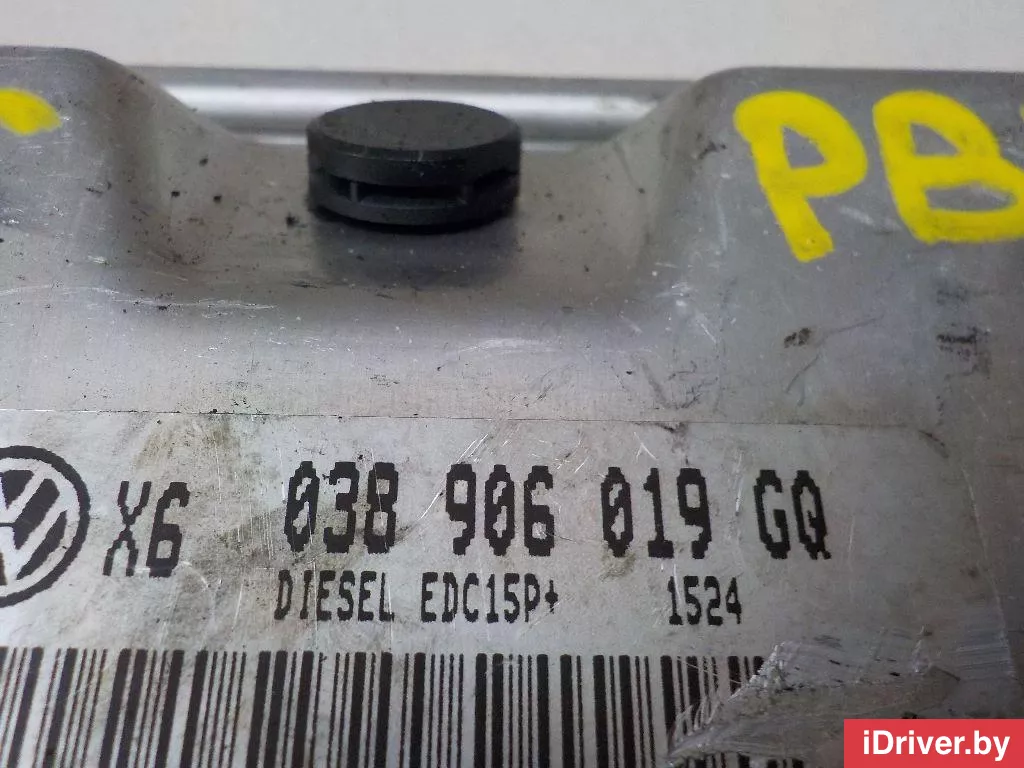 PB
X6 038 906 019 GQ
DIESEL EDC15P+ 1524
iDriver.by